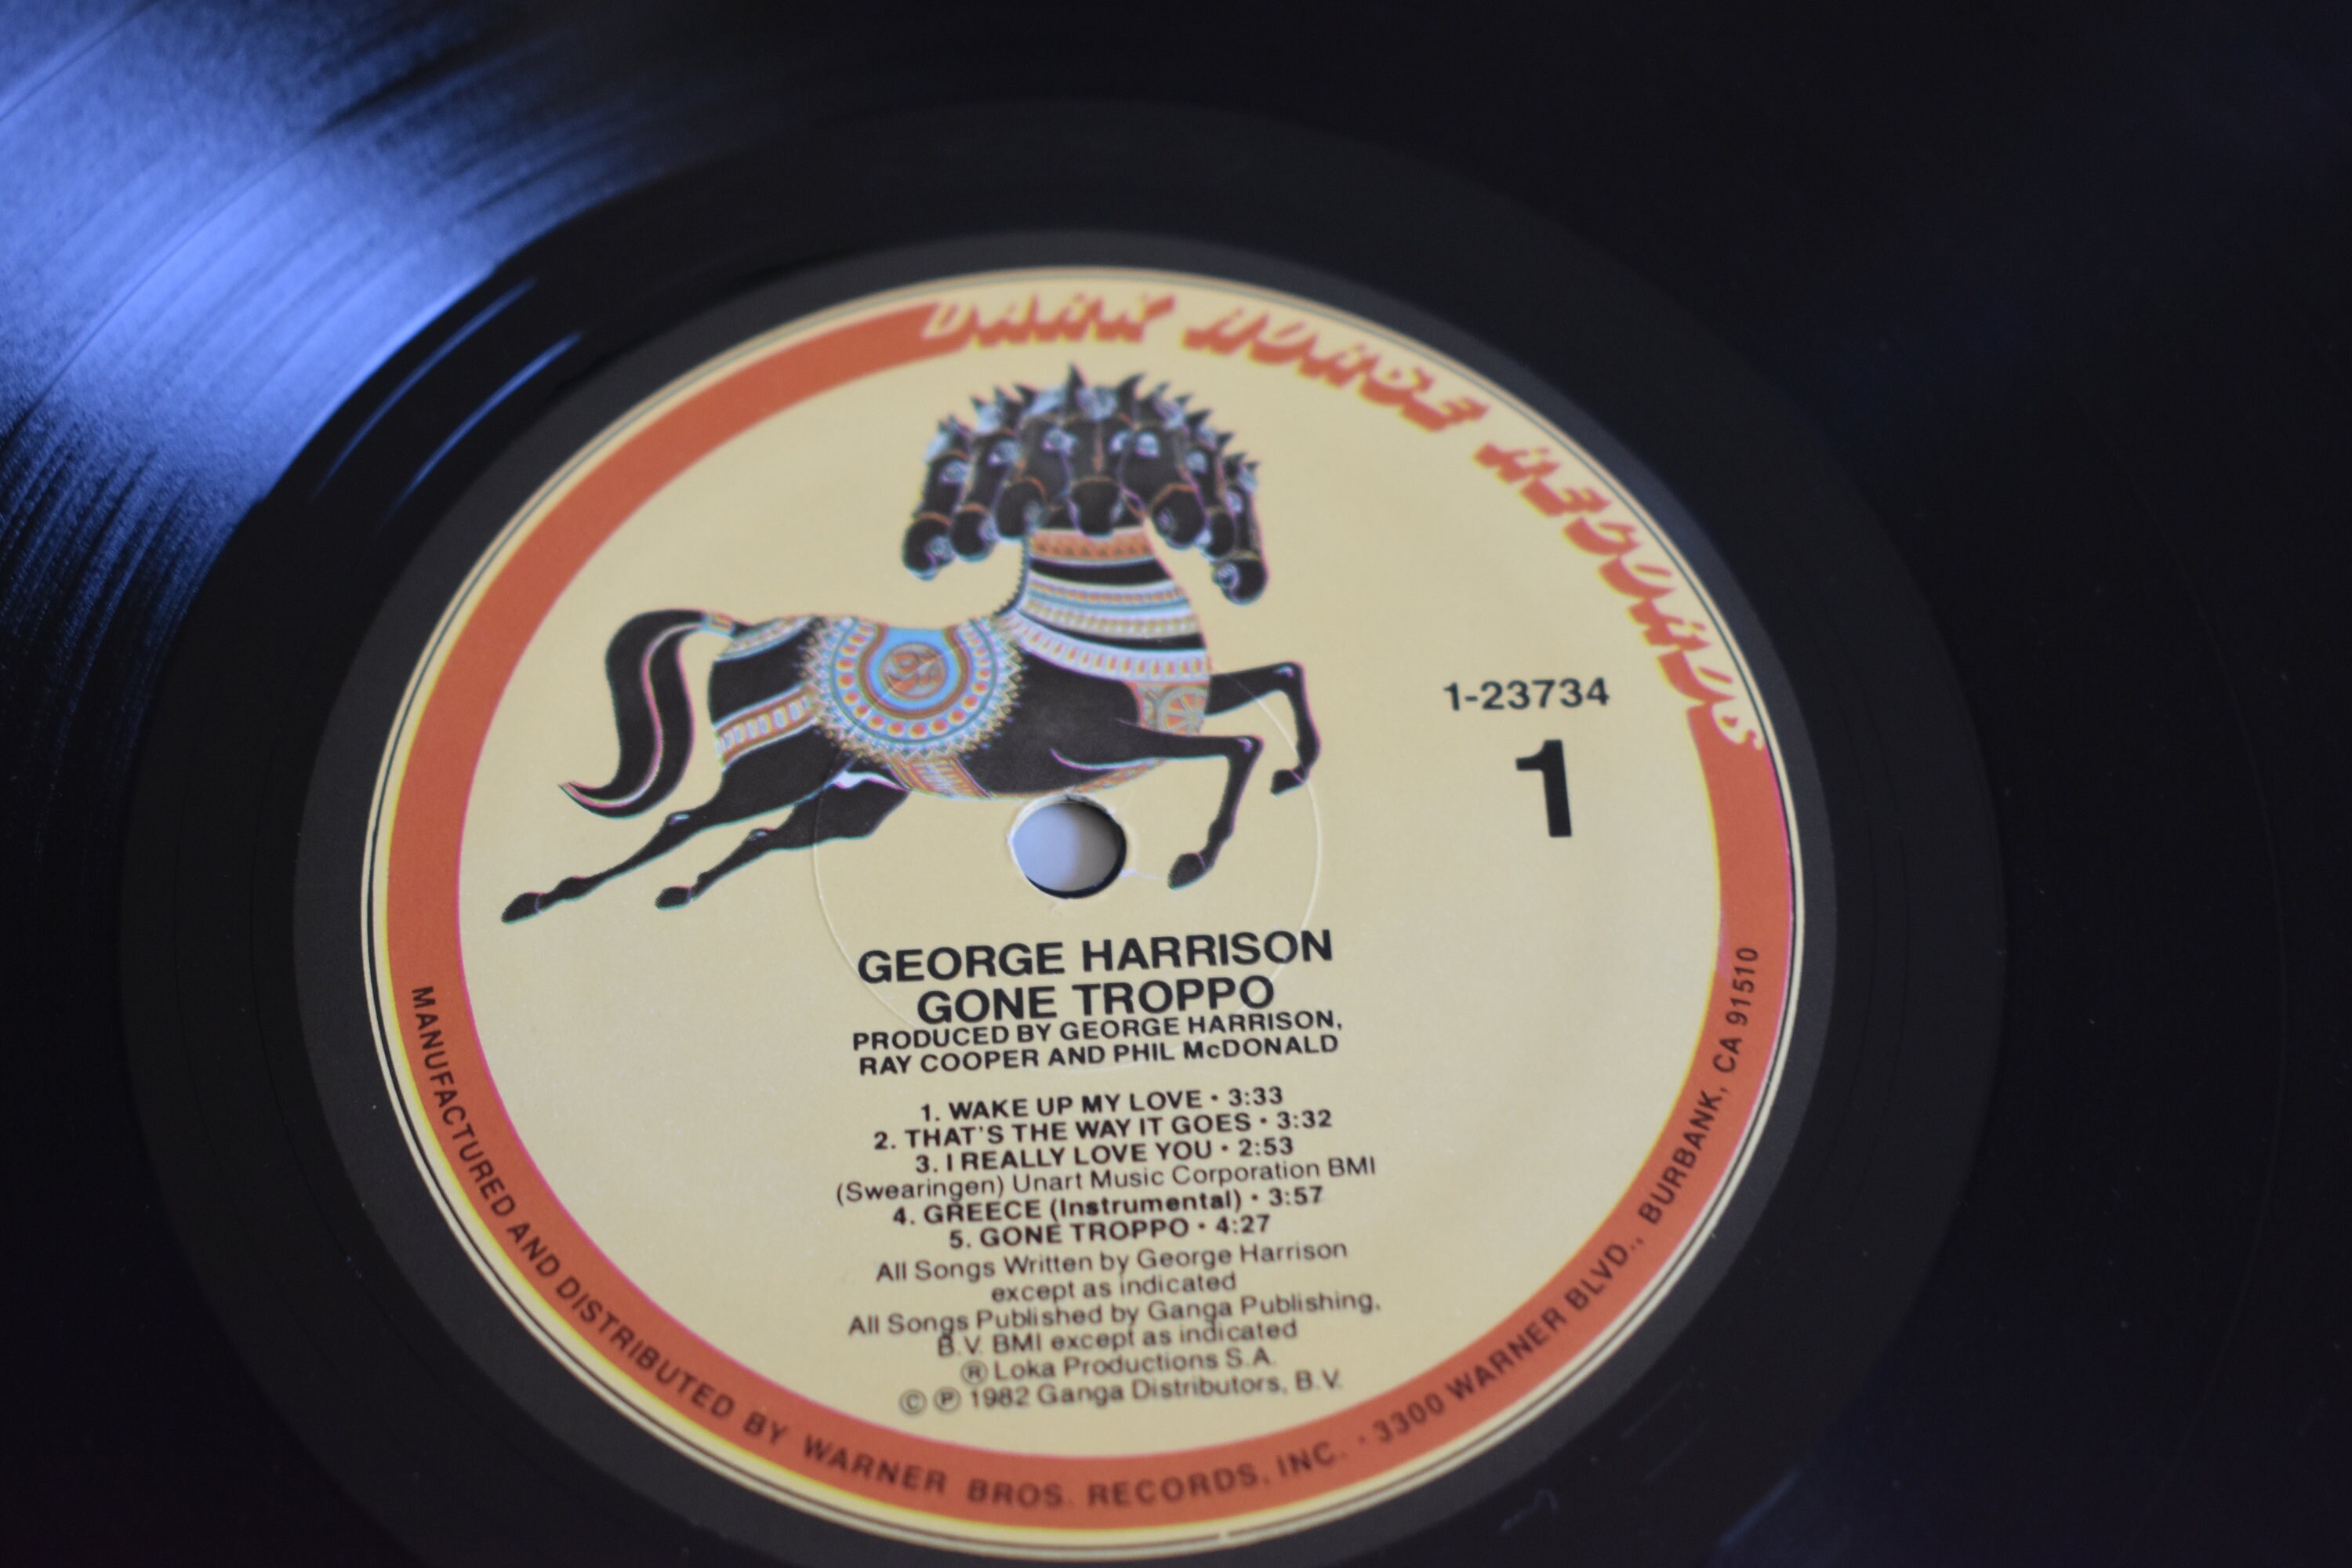 DARK HORSE RECORDS
1-23734
1
GEORGE HARRISON
GONE TROPPO
PRODUCED BY GEORGE HARRISON,
RAY COOPER AND PHIL McDONALD
1. WAKE UP MY LOVE • 3:33
2. THAT'S THE WAY IT GOES • 3:32
3. I REALLY LOVE YOU • 2:53
(Swearingen) Unart Music Corporation BMI
4. GREECE (Instrumental) • 3:57
5. GONE TROPPO • 4:27
All Songs Written by George Harrison
except as indicated
All Songs Published by Ganga Publishing,
B.V. BMI except as indicated
Ⓡ Loka Productions S.A.
Ⓒ Ⓟ 1982 Ganga Distributors, B.V.
MANUFACTURED AND DISTRIBUTED BY WARNER BROS. RECORDS, INC. • 3300 WARNER BLVD., BURBANK, CA 91510